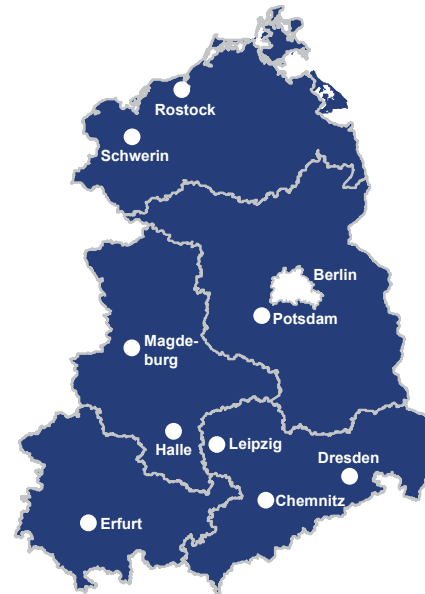 Rostock
Schwerin
Berlin
Potsdam
Magde-
burg
Halle
Leipzig
Dresden
Chemnitz
Erfurt